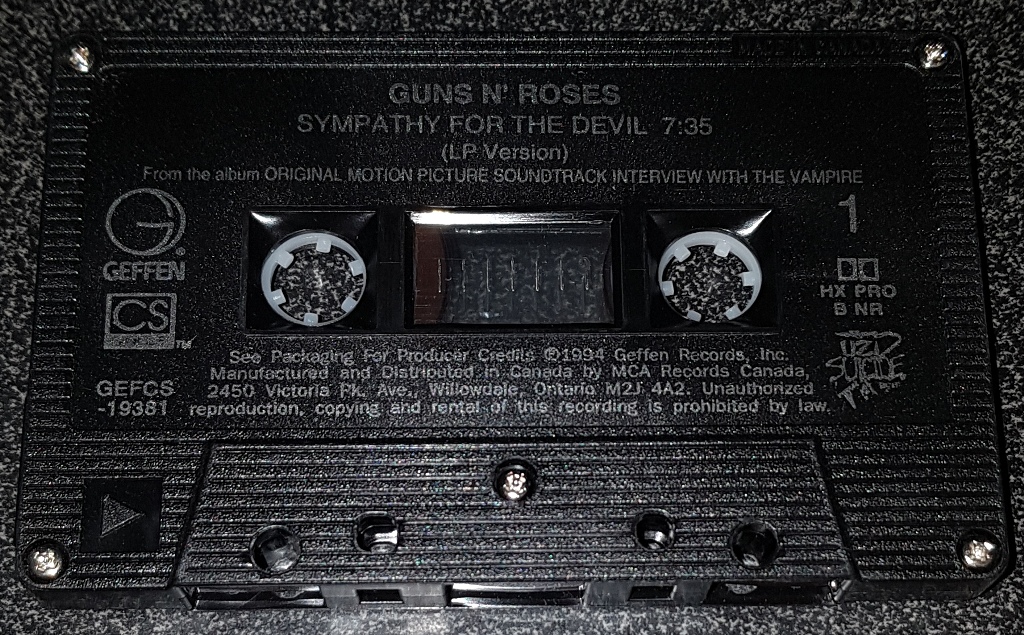 GUNS N' ROSES
SYMPATHY FOR THE DEVIL 7:35
(LP Version)
From the album ORIGINAL MOTION PICTURE SOUNDTRACK INTERVIEW WITH THE VAMPIRE
G
®
GEFFEN
CS
TM
GEFCS
-19381
1
HX PRO
B NR
UZI
SUICIDE
See Packaging For Producer Credits ©1994 Geffen Records, Inc.
Manufactured and Distributed in Canada by MCA Records Canada,
2450 Victoria Pk. Ave., Willowdale, Ontario M2J 4A2. Unauthorized
reproduction, copying and rental of this recording is prohibited by law.